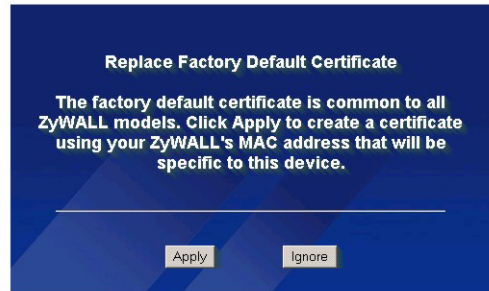 Replace Factory Default Certificate
The factory default certificate is common to all
ZyWALL models. Click Apply to create a certificate
using your ZyWALL's MAC address that will be
specific to this device.
Apply Ignore